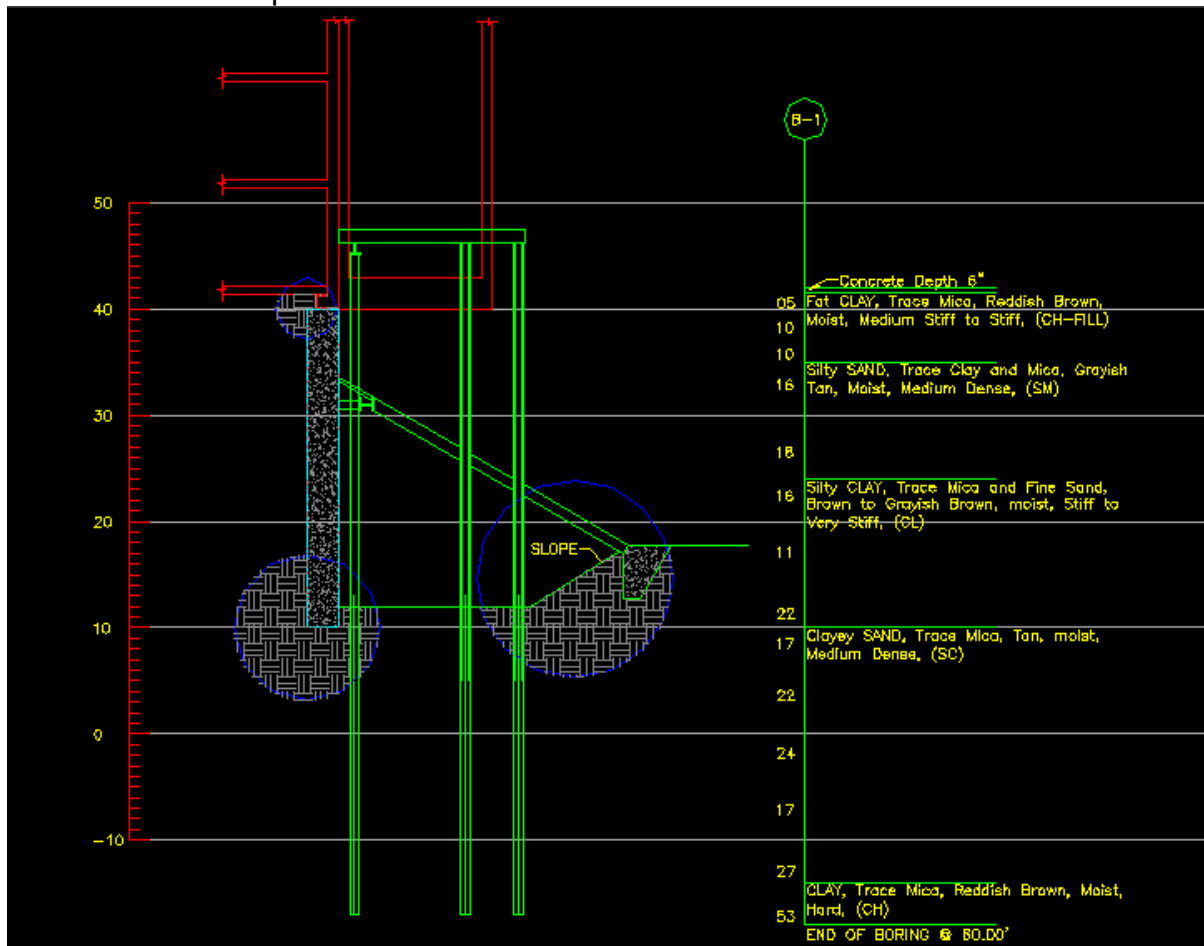 B-1
50
Concrete Depth 6"
05 Fat CLAY, Trace Mica, Reddish Brown,
40
10 Moist, Medium Stiff to Stiff, (CH-FILL)
10
Silty SAND, Trace Clay and Mica, Grayish
16 Tan, Moist, Medium Dense, (SM)
30
18
Silty CLAY, Trace Mica and Fine Sand,
16 Brown to Grayish Brown, moist, Stiff to
20 Very Stiff, (CL)
SLOPE
11
22
10
17 Clayey SAND, Trace Mica, Tan, moist,
Medium Dense, (SC)
22
0
24
17
-10
27
CLAY, Trace Mica, Reddish Brown, Moist,
53 Hard, (CH)
END OF BORING @ 60.00'